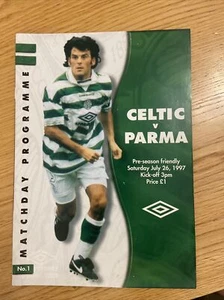 MATCHDAY PROGRAMME
CELTIC
v
PARMA
Pre-season friendly
Saturday July 26, 1997
Kick-off 3pm
Price £1
No.1